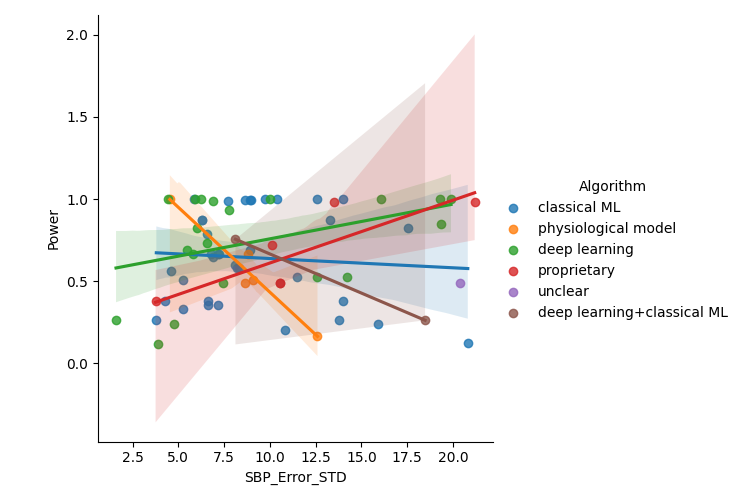 2.0
1.5
1.0
0.5
0.0
Power
2.5 5.0 7.5 10.0 12.5 15.0 17.5 20.0
SBP_Error_STD
Algorithm
classical ML
physiological model
deep learning
proprietary
unclear
deep learning+classical ML